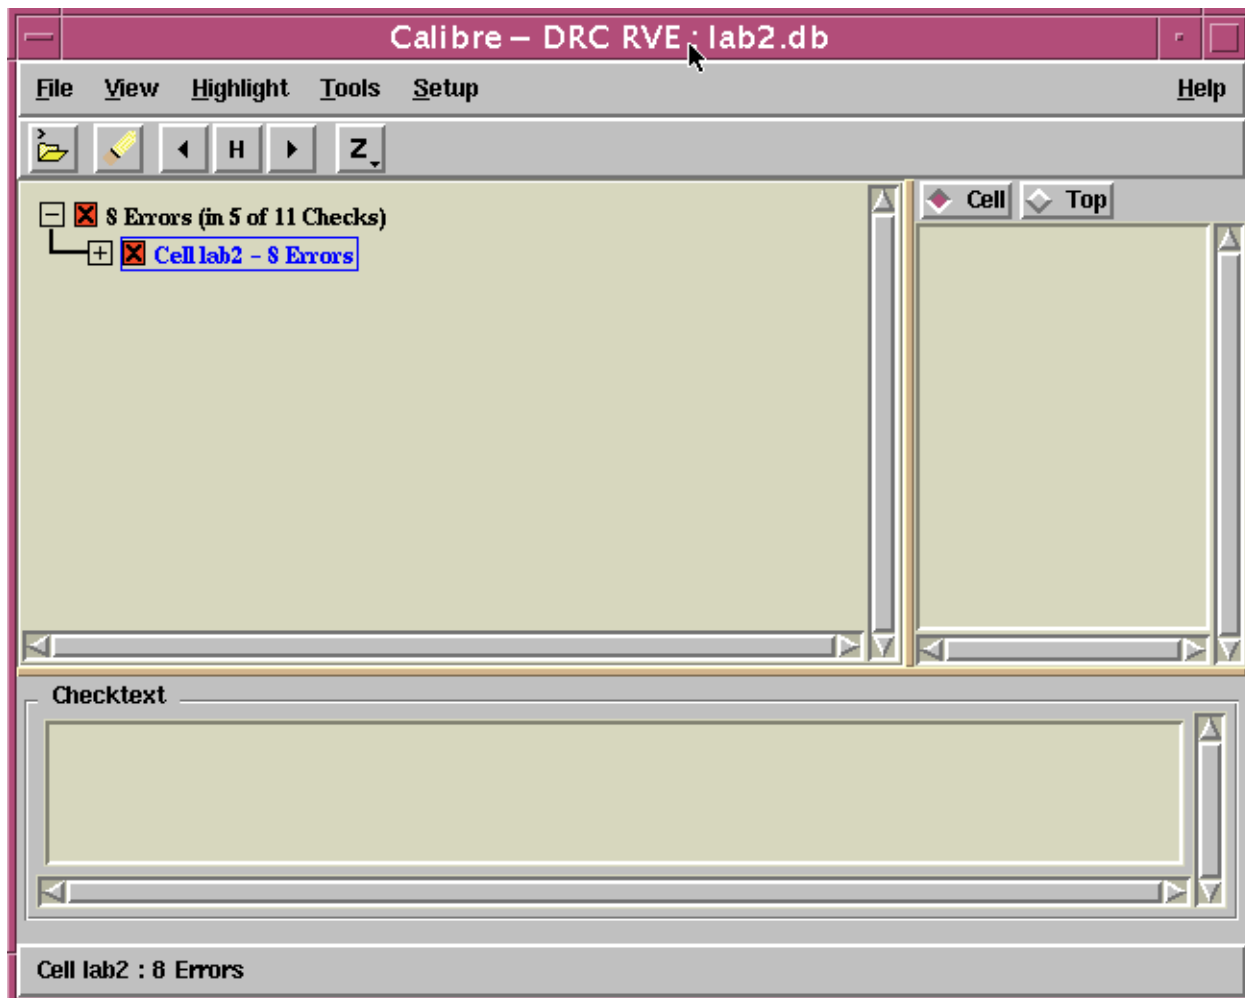 Calibre – DRC RVE : lab2.db
File View Highlight Tools Setup Help
H Z
Cell Top
8 Errors (in 5 of 11 Checks)
Cell lab2 – 8 Errors
Checktext
Cell lab2 : 8 Errors